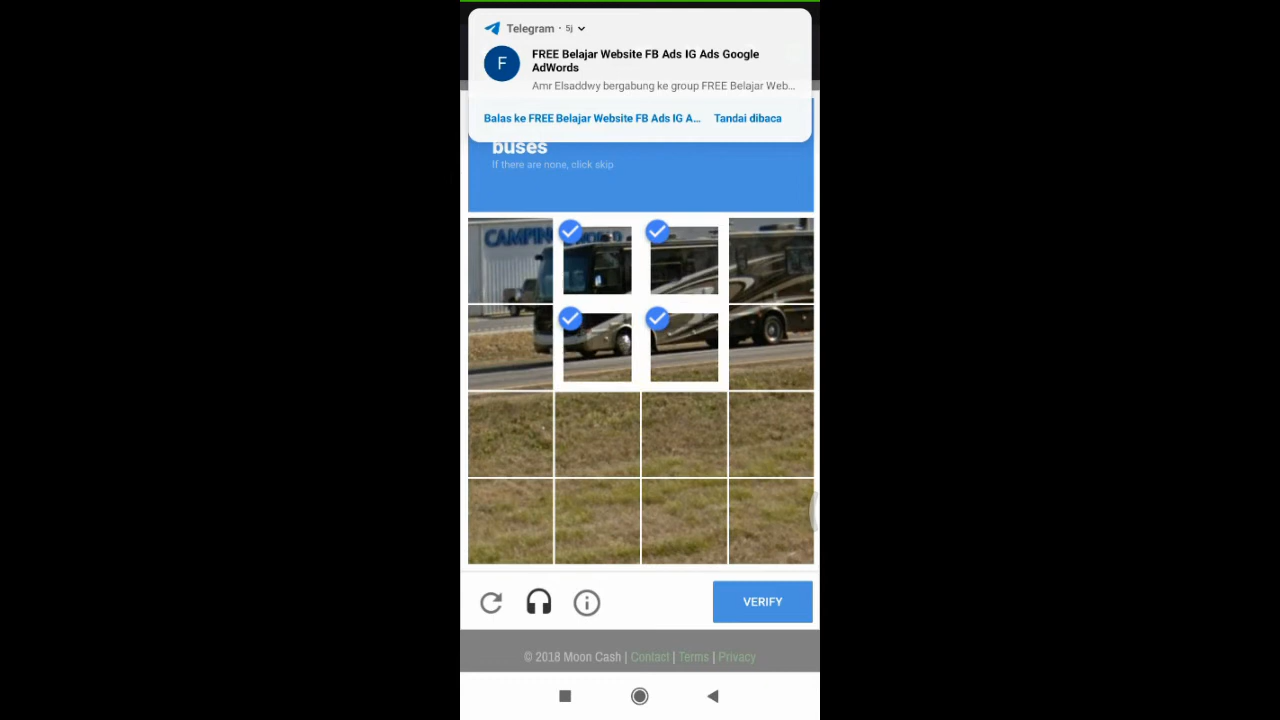 Telegram · 5j
F
FREE Belajar Website FB Ads IG Ads Google
AdWords
Amr Elsaddwy bergabung ke group FREE Belajar Web...
Balas ke FREE Belajar Website FB Ads IG A... Tandai dibaca
buses
If there are none, click skip
CAMPING WORLD
VERIFY
© 2018 Moon Cash | Contact | Terms | Privacy